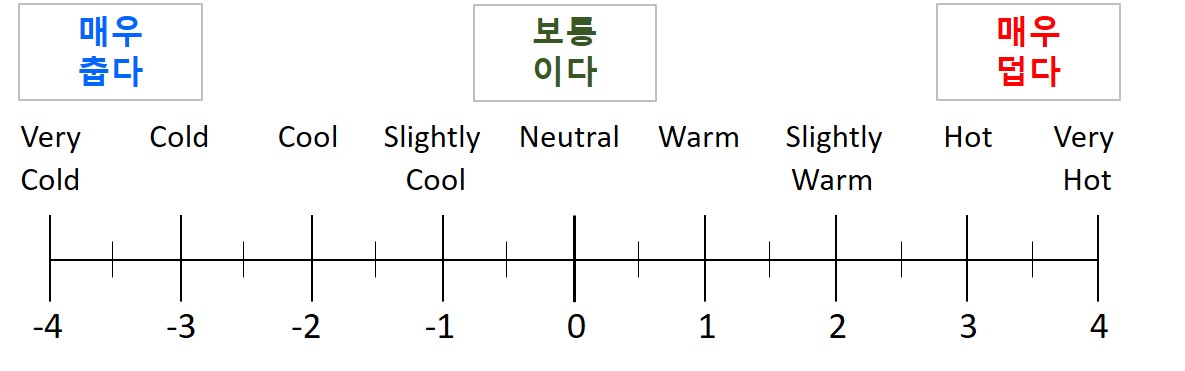 매우
춥다
보통
이다
매우
덥다
Very Cold Cool Slightly Neutral Warm Slightly Hot Very
Cold Cool Warm Hot
-4 -3 -2 -1 0 1 2 3 4